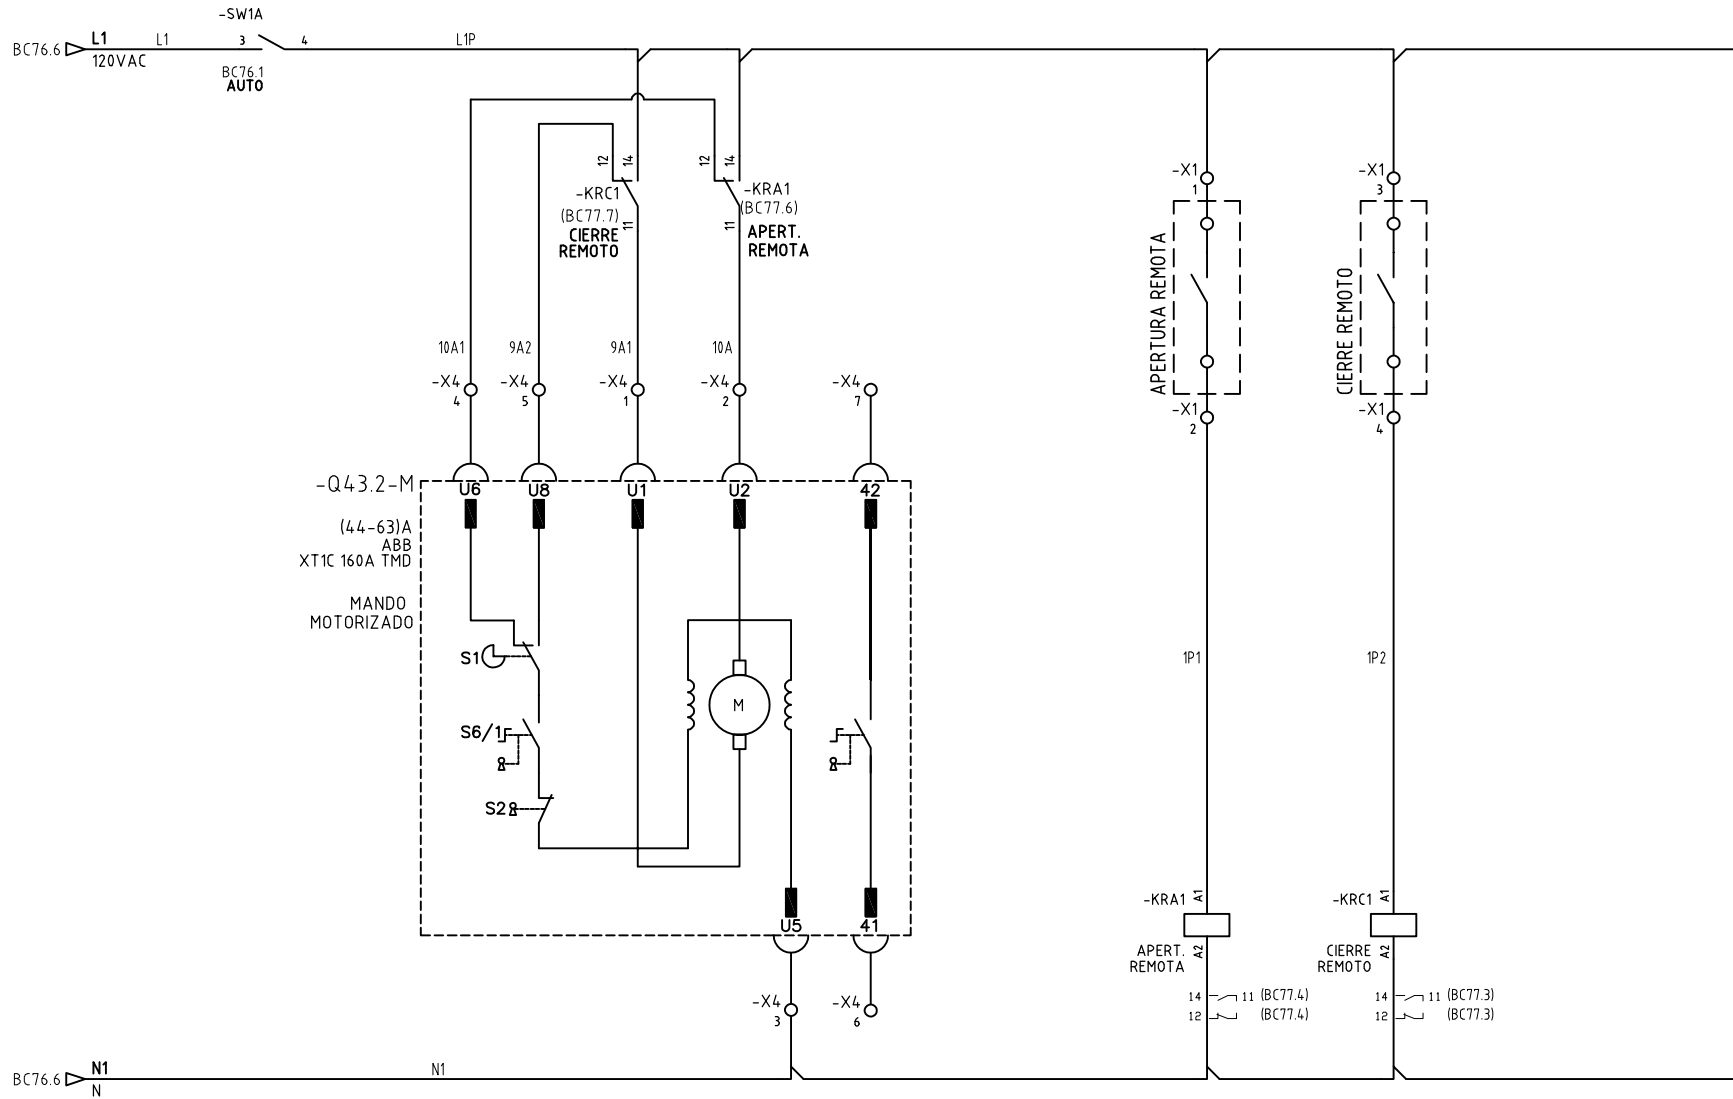 -SW1A
BC76.6
L1
L1
3
4
L1P
120VAC
BC76.1
AUTO
12
14
12
14
-KRC1
(BC77.7)
CIERRE
REMOTO
11
-KRA1
(BC77.6)
11
APERT.
REMOTA
-X1
1
-X1
3
APERTURA REMOTA
CIERRE REMOTO
10A1
9A2
9A1
10A
-X4
4
-X4
5
-X4
1
-X4
2
-X4
7
-X1
2
-X1
4
-Q43.2-M
U6
U8
U1
U2
42
(44-63)A
ABB
XT1C 160A TMD
MANDO
MOTORIZADO
S1
S6/1
S2
M
1P1
1P2
U5
41
-KRA1
A1
A2
APERT.
REMOTA
-KRC1
A1
A2
CIERRE
REMOTO
14
11
(BC77.4)
12
(BC77.4)
14
11
(BC77.3)
12
(BC77.3)
-X4
3
-X4
6
BC76.6
N1
N1
N